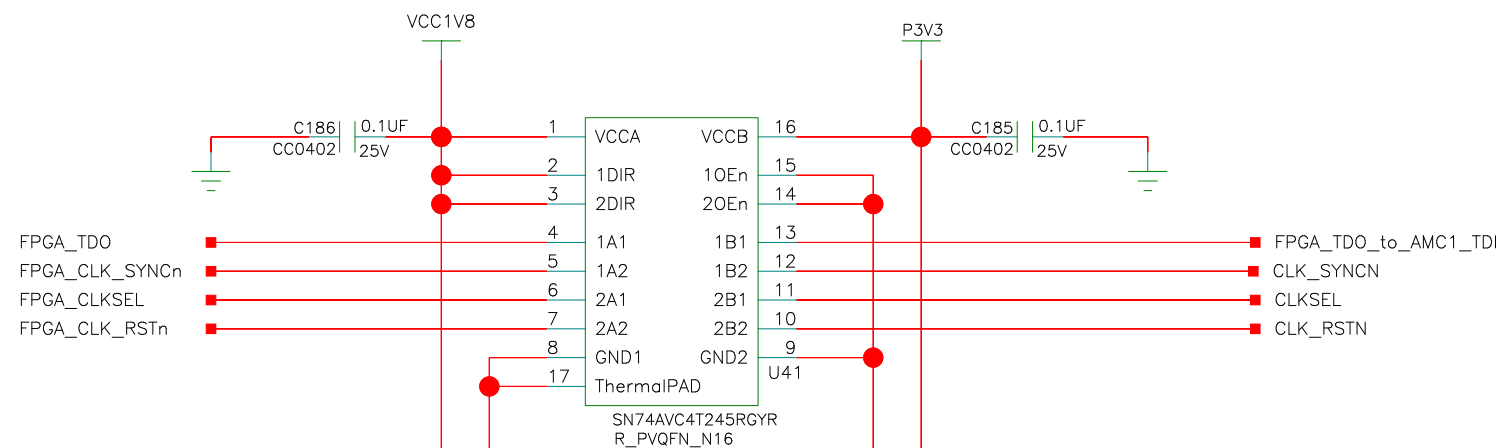 VCC1V8
P3V3
C186
0.1UF
CC0402
25V
C185
0.1UF
CC0402
25V
1
VCCA
VCCB
16
2
1DIR
1OEn
15
3
2DIR
2OEn
14
FPGA_TDO
4
1A1
1B1
13
FPGA_TDO_to_AMC1_TDI
FPGA_CLK_SYNCn
5
1A2
1B2
12
CLK_SYNCN
FPGA_CLKSEL
6
2A1
2B1
11
CLKSEL
FPGA_CLK_RSTn
7
2A2
2B2
10
CLK_RSTN
8
GND1
GND2
9
17
ThermalPAD
U41
SN74AVC4T245RGYR
R_PVQFN_N16